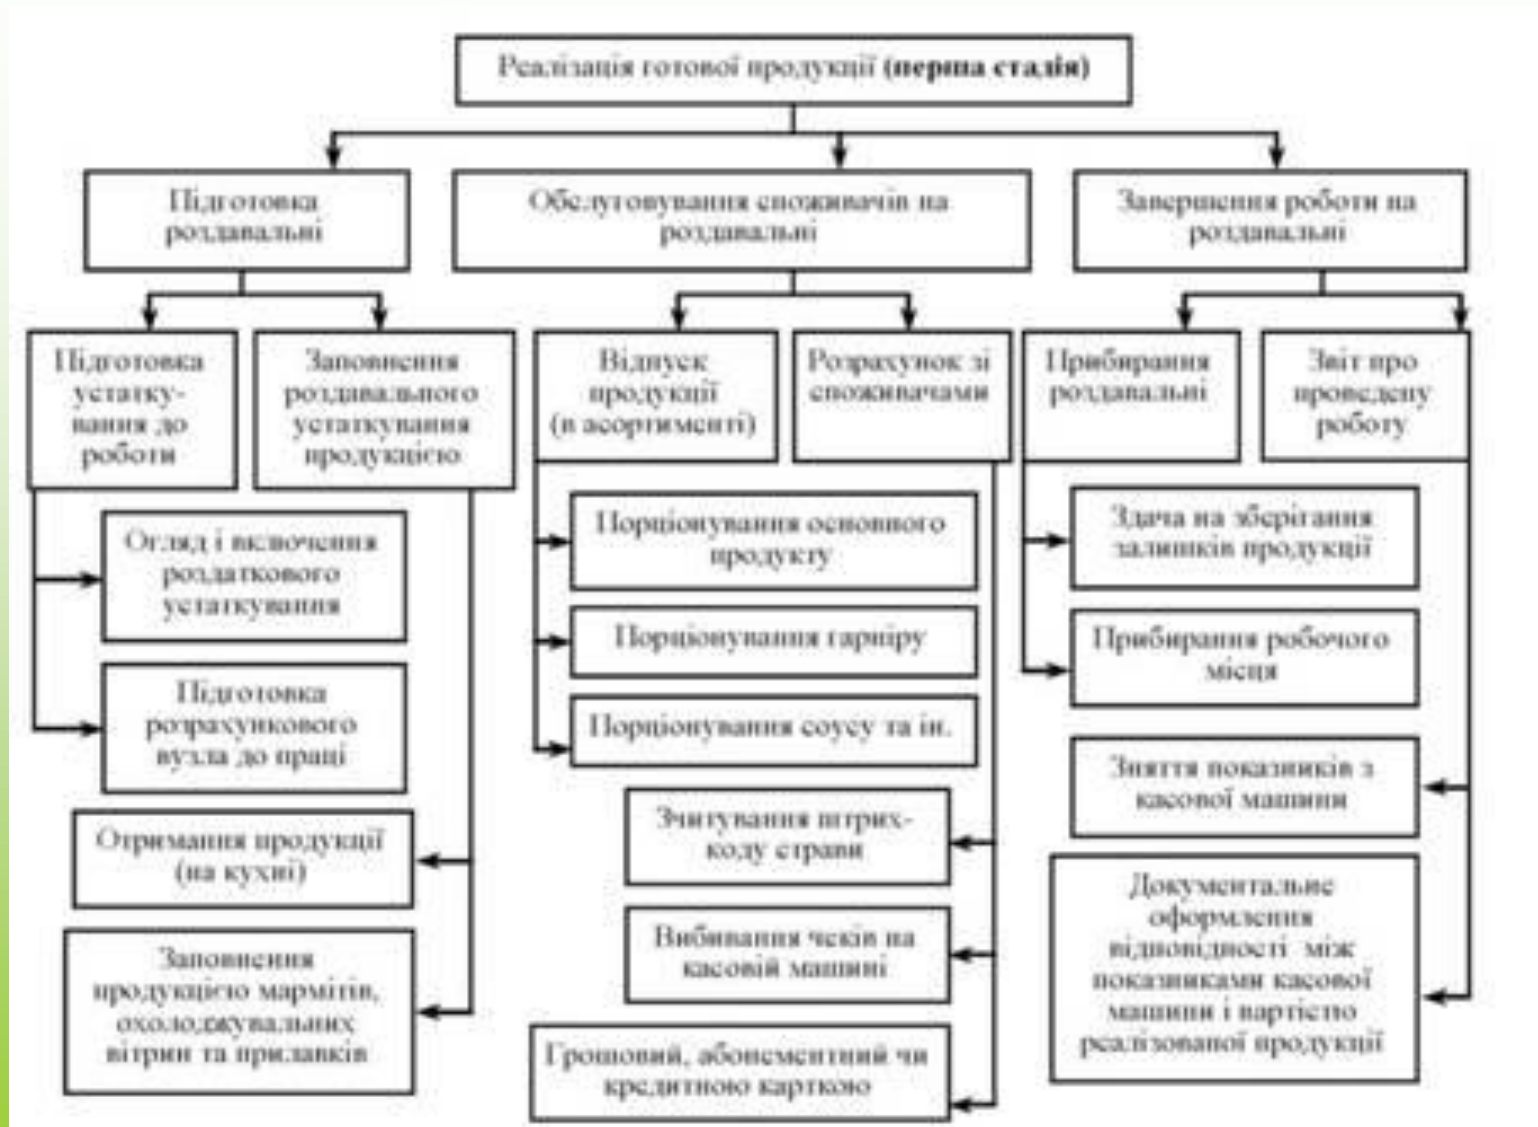 Реалізація готової продукції (перша стадія)
Підготовка
роздавальні
Обслуговування споживачів на
роздавальні
Завершення роботи на
роздавальні
Підготовка
устатку-
вання до
роботи
Заповнення
роздавального
устаткування
продукцією
Відпуск
продукції
(в асортименті)
Розрахунок зі
споживачами
Прибирання
роздавальні
Звіт про
проведену
роботу
Огляд і включення
роздаткового
устаткування
Підготовка
розрахункового
вузла до праці
Отримання продукції
(на кухні)
Заповнення
продукцією мармітів,
охолоджувальних
вітрин та прилавків
Порціонування основного
продукту
Порціонування гарніру
Порціонування соусу та ін.
Зчитування штрих-
коду страви
Вибивання чеків на
касовій машині
Грошовий, абонементний чи
кредитною карткою
Здача на зберігання
залишків продукції
Прибирання робочого
місця
Зняття показників з
касової машини
Документальне
оформлення
відповідності між
показниками касової
машини і вартістю
реалізованої продукції